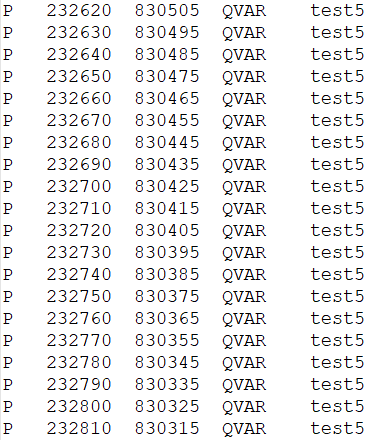 P 232620 830505 QVAR test5
P 232630 830495 QVAR test5
P 232640 830485 QVAR test5
P 232650 830475 QVAR test5
P 232660 830465 QVAR test5
P 232670 830455 QVAR test5
P 232680 830445 QVAR test5
P 232690 830435 QVAR test5
P 232700 830425 QVAR test5
P 232710 830415 QVAR test5
P 232720 830405 QVAR test5
P 232730 830395 QVAR test5
P 232740 830385 QVAR test5
P 232750 830375 QVAR test5
P 232760 830365 QVAR test5
P 232770 830355 QVAR test5
P 232780 830345 QVAR test5
P 232790 830335 QVAR test5
P 232800 830325 QVAR test5
P 232810 830315 QVAR test5